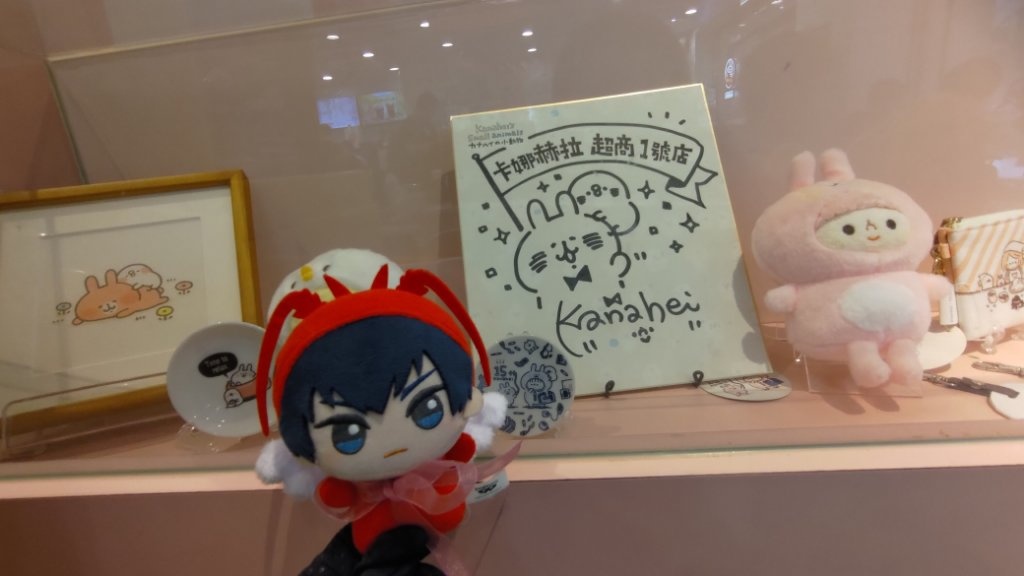 Kanahei's
Small animals
カナヘイの小動物
卡娜赫拉 超商1號店
Kanahei
15